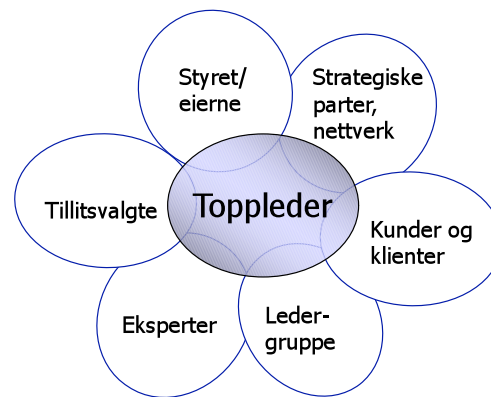 Styret/
eierne
Strategiske
parter,
nettverk
Tillitsvalgte
Toppleder
Kunder og
klienter
Eksperter
Leder-
gruppe